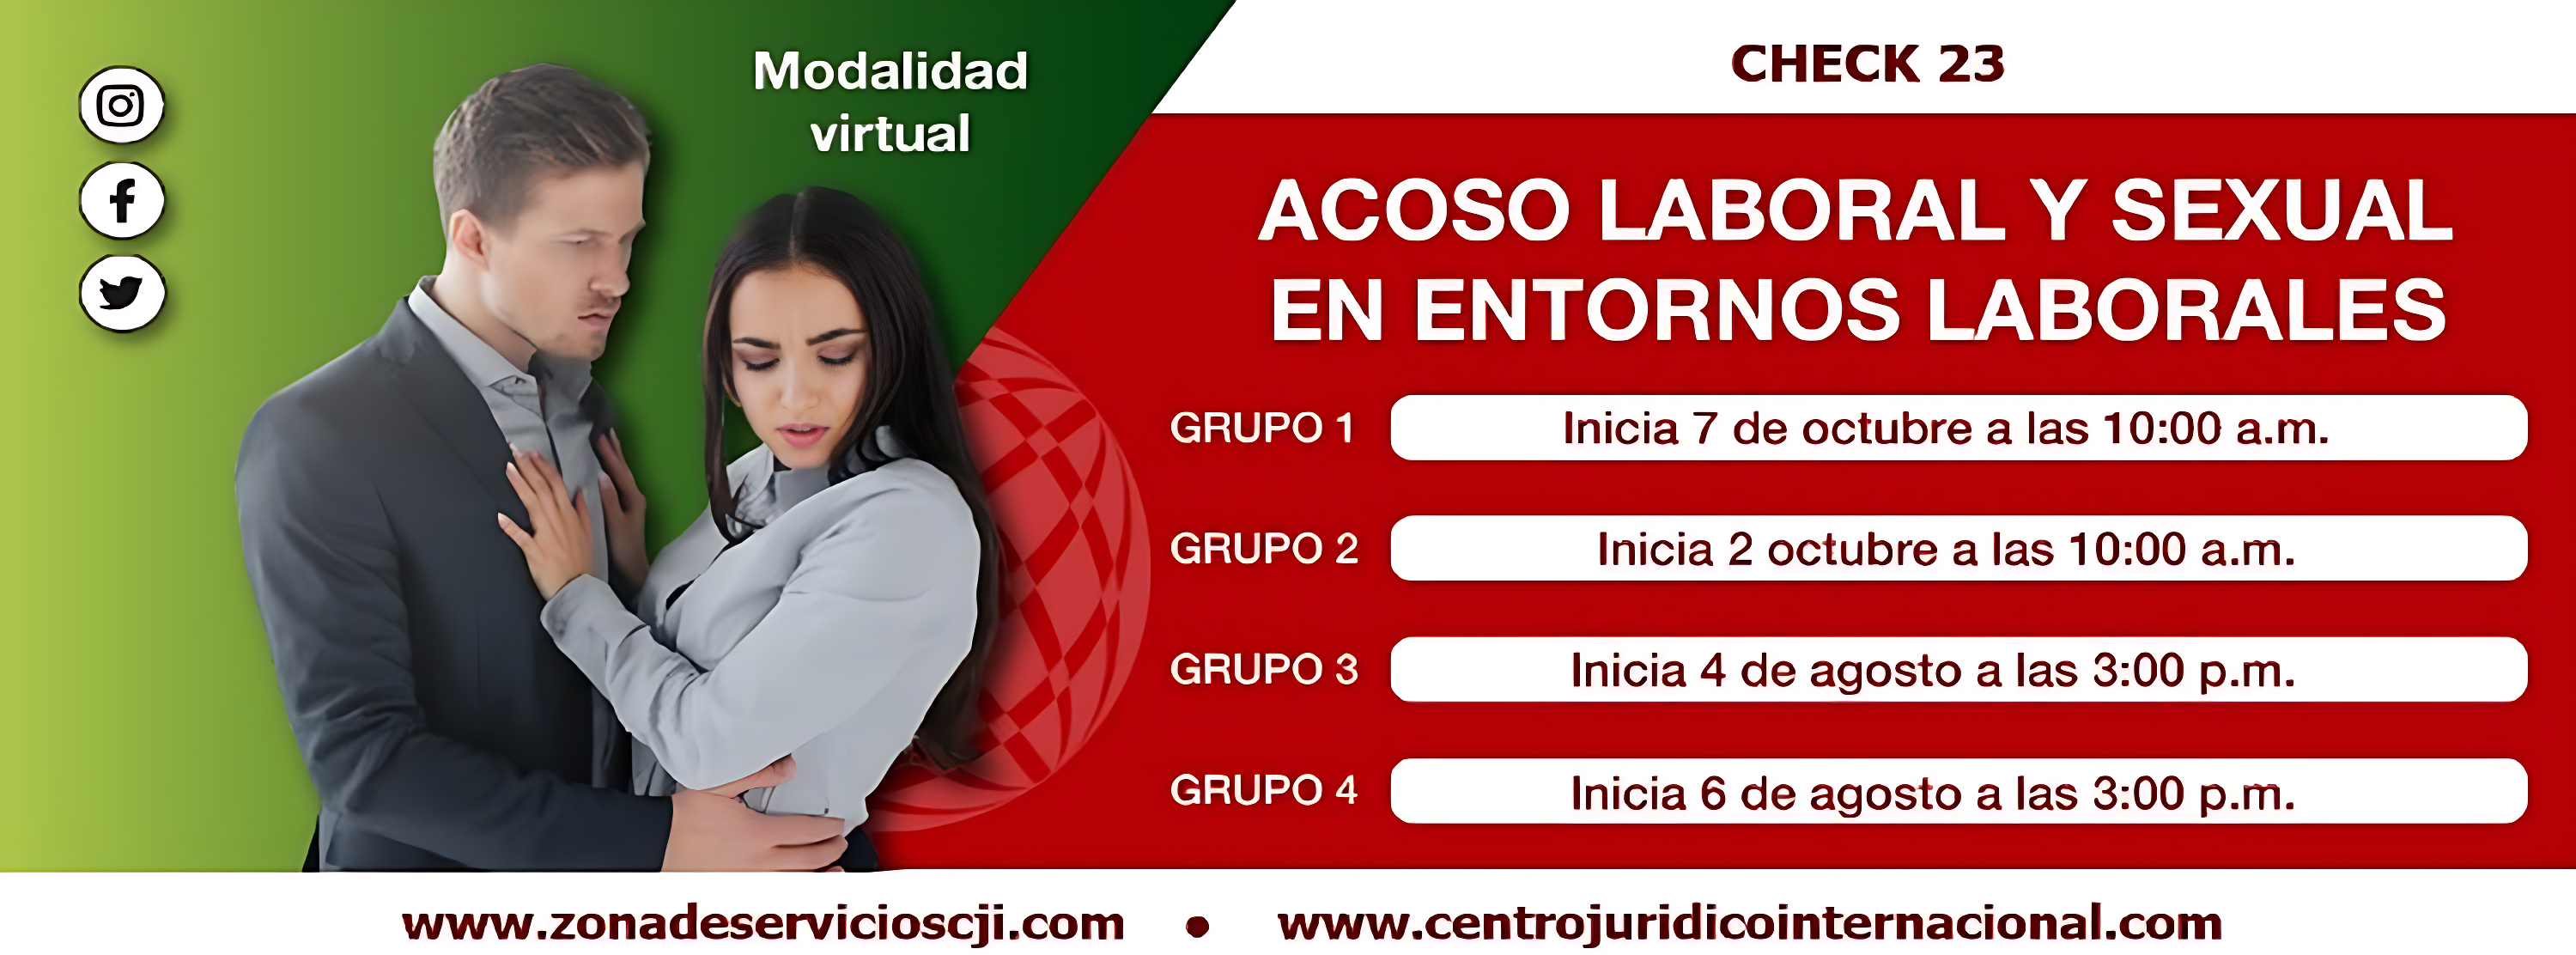 Modalidad
virtual
CHECK 23
ACOSO LABORAL Y SEXUAL
EN ENTORNOS LABORALES
GRUPO 1 Inicia 7 de octubre a las 10:00 a.m.
GRUPO 2 Inicia 2 octubre a las 10:00 a.m.
GRUPO 3 Inicia 4 de agosto a las 3:00 p.m.
GRUPO 4 Inicia 6 de agosto a las 3:00 p.m.
www.zonadeservicioscji.com • www.centrojuridicointernacional.com